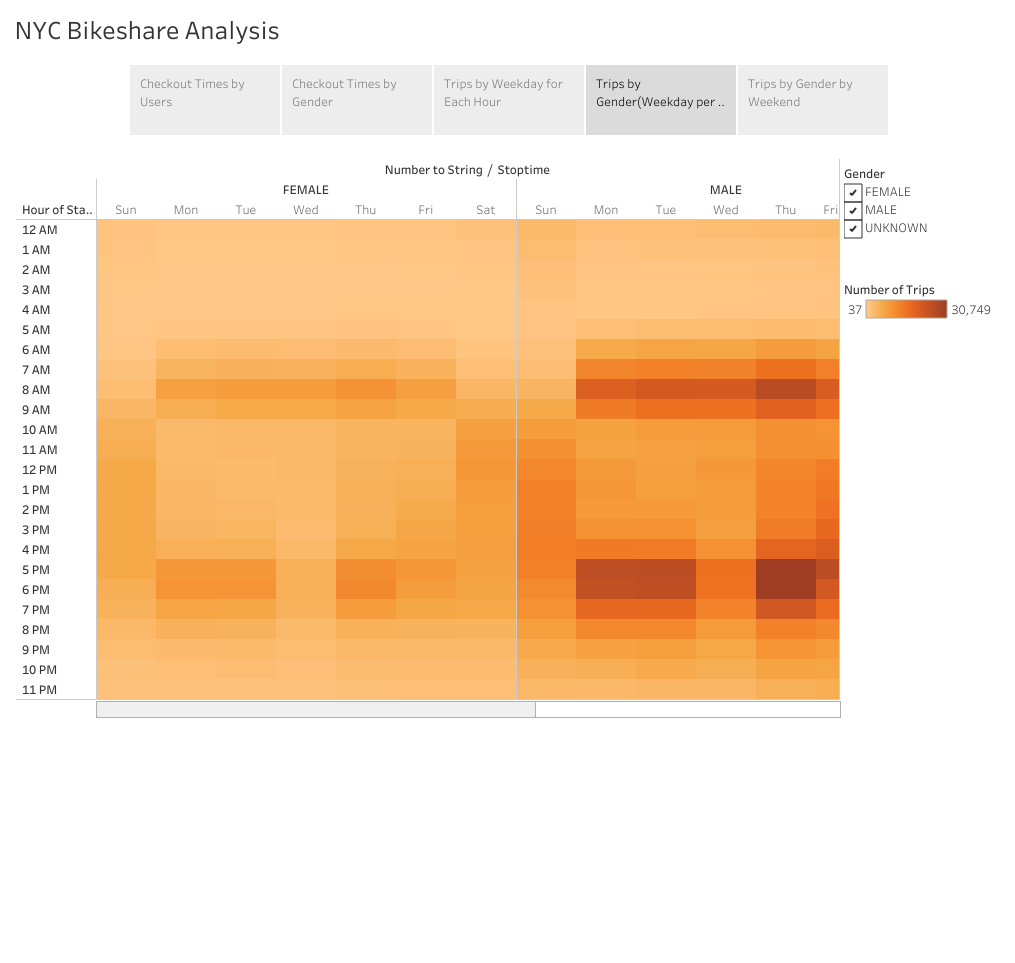 NYC Bikeshare Analysis
Checkout Times by
Users
Checkout Times by
Gender
Trips by Weekday for
Each Hour
Trips by
Gender(Weekday per ..
Trips by Gender by
Weekend
Number to String / Stoptime
FEMALE MALE
Hour of Sta.. Sun Mon Tue Wed Thu Fri Sat Sun Mon Tue Wed Thu Fri
12 AM
1 AM
2 AM
3 AM
4 AM
5 AM
6 AM
7 AM
8 AM
9 AM
10 AM
11 AM
12 PM
1 PM
2 PM
3 PM
4 PM
5 PM
6 PM
7 PM
8 PM
9 PM
10 PM
11 PM
Gender
FEMALE
MALE
UNKNOWN
Number of Trips
37 30,749